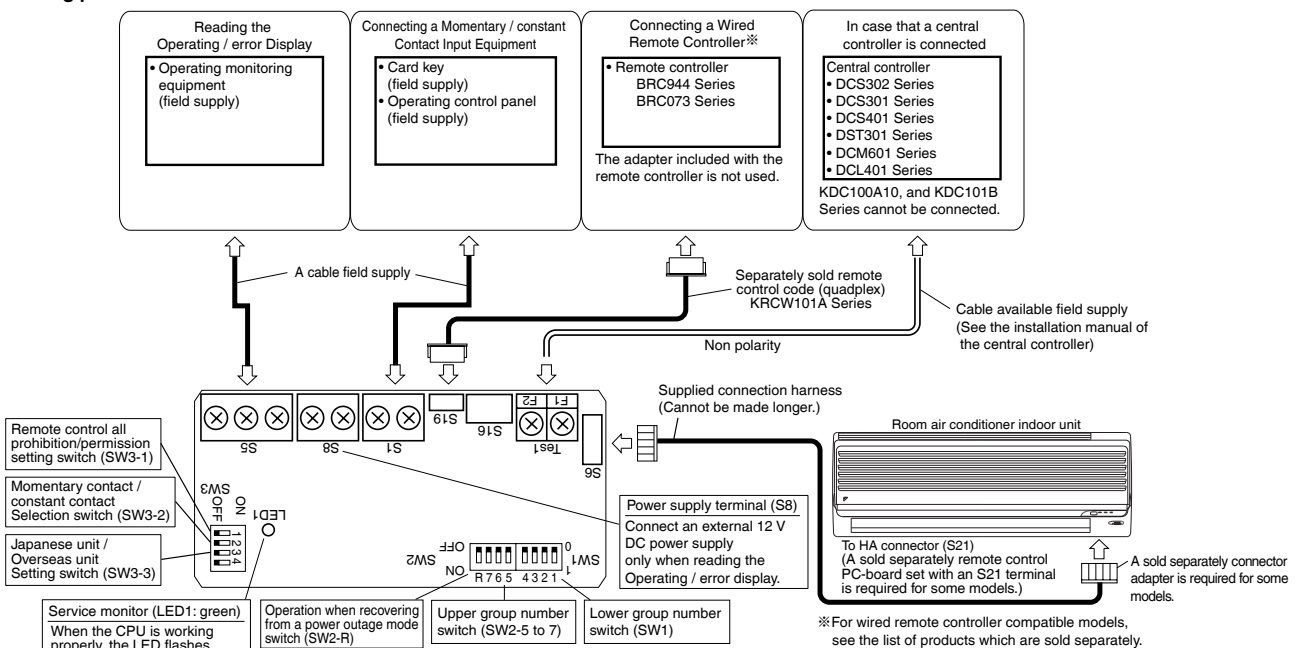 Reading the
Operating / error Display
• Operating monitoring
equipment
(field supply)
Connecting a Momentary / constant
Contact Input Equipment
• Card key
(field supply)
• Operating control panel
(field supply)
Connecting a Wired
Remote Controller※
• Remote controller
BRC944 Series
BRC073 Series
The adapter included with the
remote controller is not used.
In case that a central
controller is connected
Central controller
• DCS302 Series
• DCS301 Series
• DCS401 Series
• DST301 Series
• DCM601 Series
• DCL401 Series
KDC100A10, and KDC101B
Series cannot be connected.
A cable field supply
Separately sold remote
control code (quadplex)
KRCW101A Series
Non polarity
Cable available field supply
(See the installation manual of
the central controller)
Supplied connection harness
(Cannot be made longer.)
Room air conditioner indoor unit
S5
S8
S1
S19
S16
F2
F1
Tes1
S6
Remote control all
prohibition/permission
setting switch (SW3-1)
Momentary contact /
constant contact
Selection switch (SW3-2)
Japanese unit /
Overseas unit
Setting switch (SW3-3)
SW3
OFF
ON
1
2
3
4
LED1
SW2
OFF
ON
R 7 6 5
4 3 2 1
0
1
SW1
Power supply terminal (S8)
Connect an external 12 V
DC power supply
only when reading the
Operating / error display.
To HA connector (S21)
(A sold separately remote control
PC-board set with an S21 terminal
is required for some models.)
A sold separately connector
adapter is required for some
models.
Service monitor (LED1: green)
When the CPU is working
properly, the LED flashes
Operation when recovering
from a power outage mode
switch (SW2-R)
Upper group number
switch (SW2-5 to 7)
Lower group number
switch (SW1)
※For wired remote controller compatible models,
see the list of products which are sold separately.